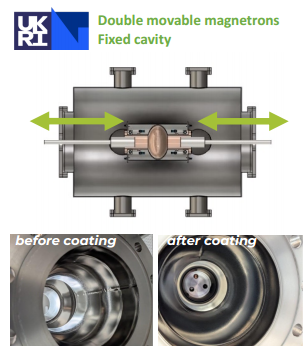 UK
RI
Double movable magnetrons
Fixed cavity
before coating
after coating